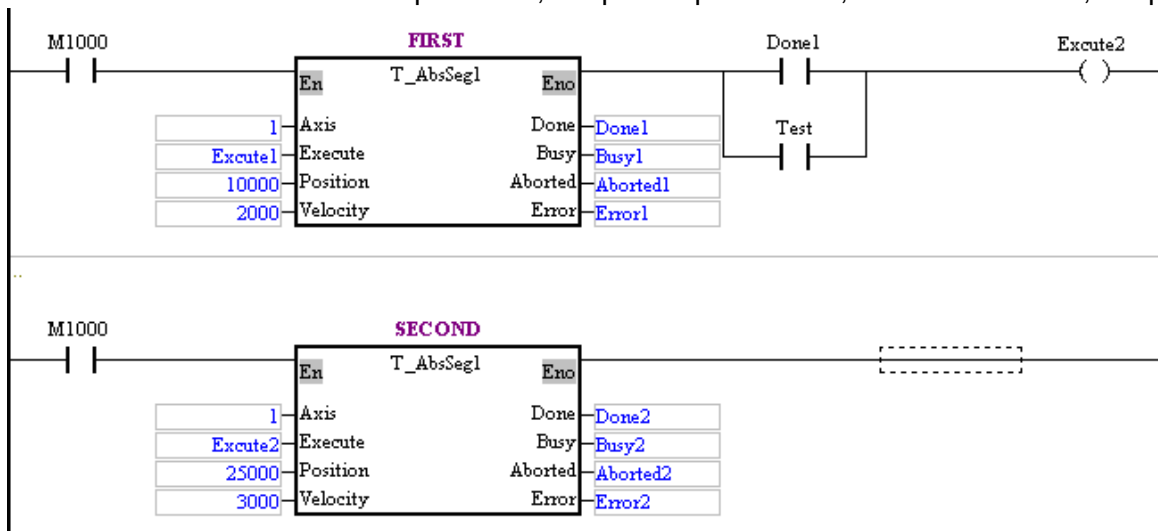 M1000 FIRST Done1 Excute2
T_AbsSeg1
En Eno
1 Axis Done Done1 Test
Excute1 Execute Busy Busy1
10000 Position Aborted Aborted1
2000 Velocity Error Error1
..
M1000 SECOND
T_AbsSeg1
En Eno
1 Axis Done Done2
Excute2 Execute Busy Busy2
25000 Position Aborted Aborted2
3000 Velocity Error Error2